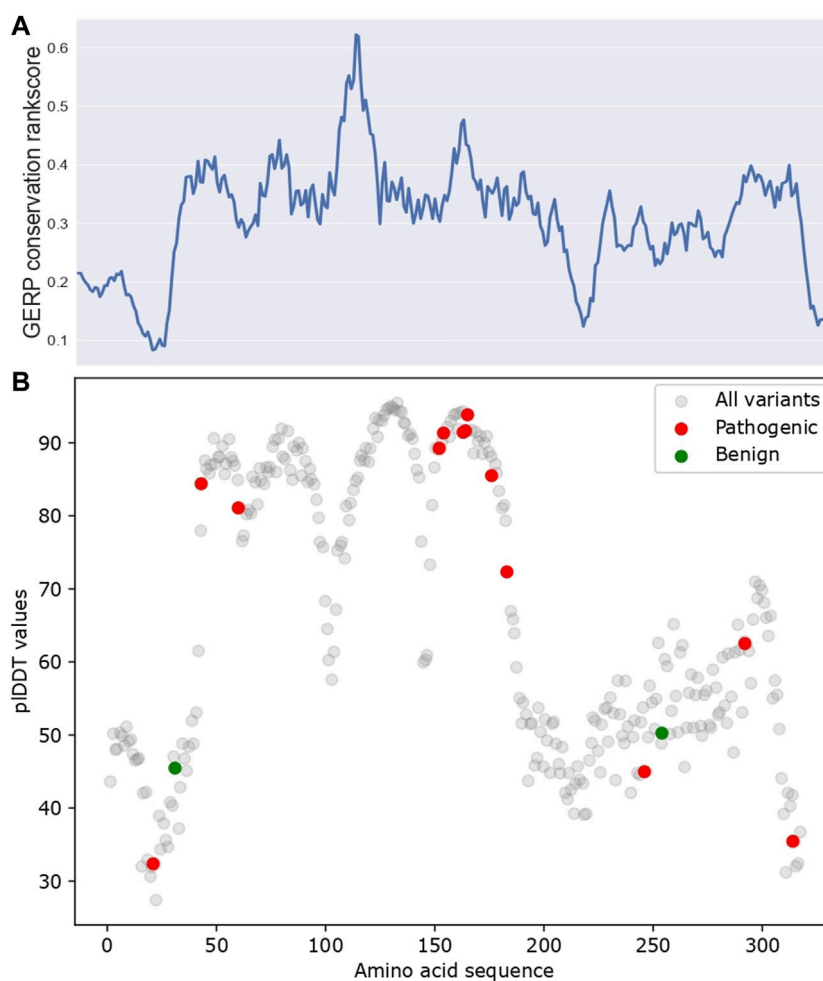 A
GERP conservation rankscore
0.6
0.5
0.4
0.3
0.2
0.1
B
All variants
Pathogenic
Benign
plDDT values
90
80
70
60
50
40
30
0 50 100 150 200 250 300
Amino acid sequence